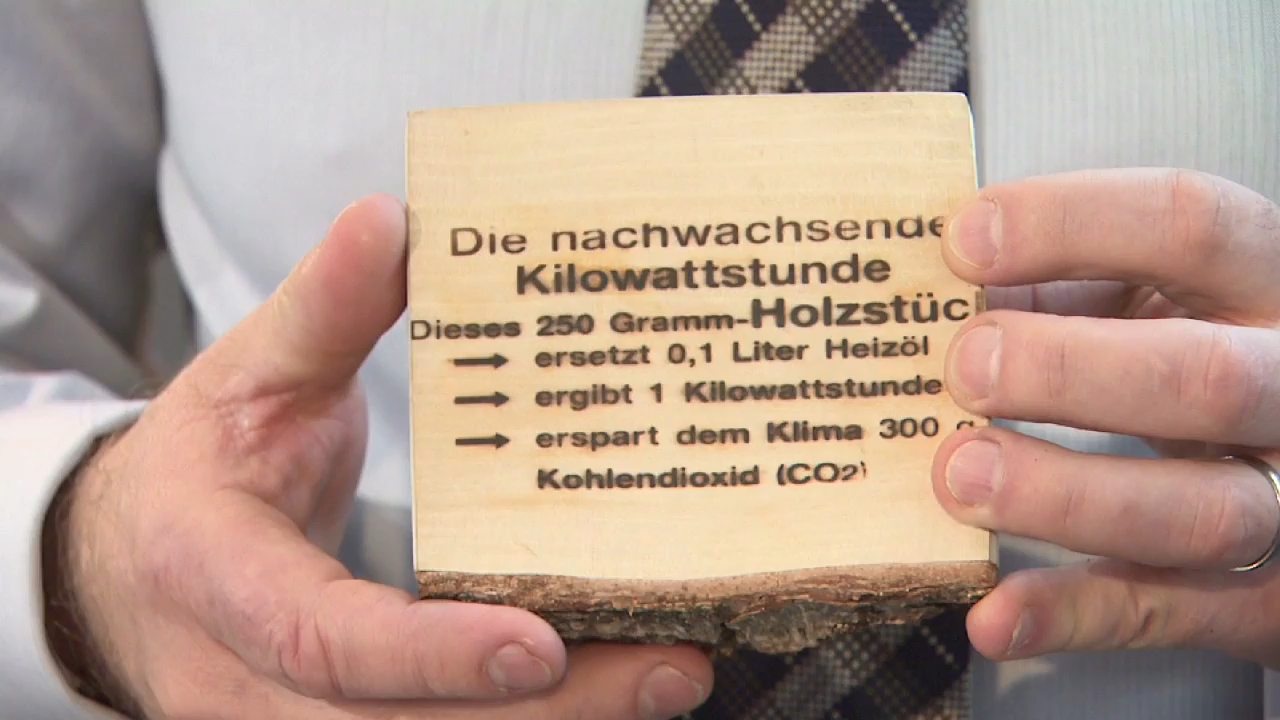 Die nachwachsende
Kilowattstunde
Dieses 250 Gramm-Holzstüc
→ ersetzt 0,1 Liter Heizöl
→ ergibt 1 Kilowattstunde
→ erspart dem Klima 300 g
Kohlendioxid (CO2)